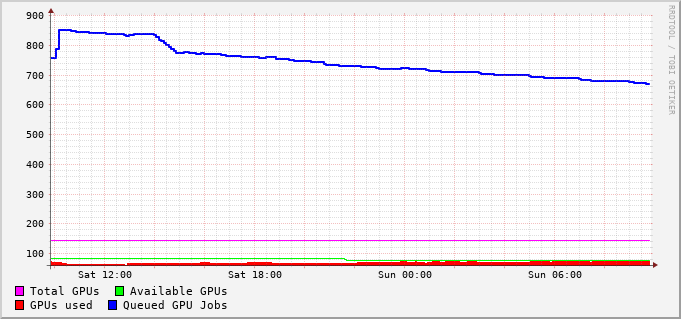 900
800
700
600
500
400
300
200
100
Sat 12:00 Sat 18:00 Sun 00:00 Sun 06:00
Total GPUs Available GPUs
GPUs used Queued GPU Jobs
RRDTOOL / TOBI OETIKER